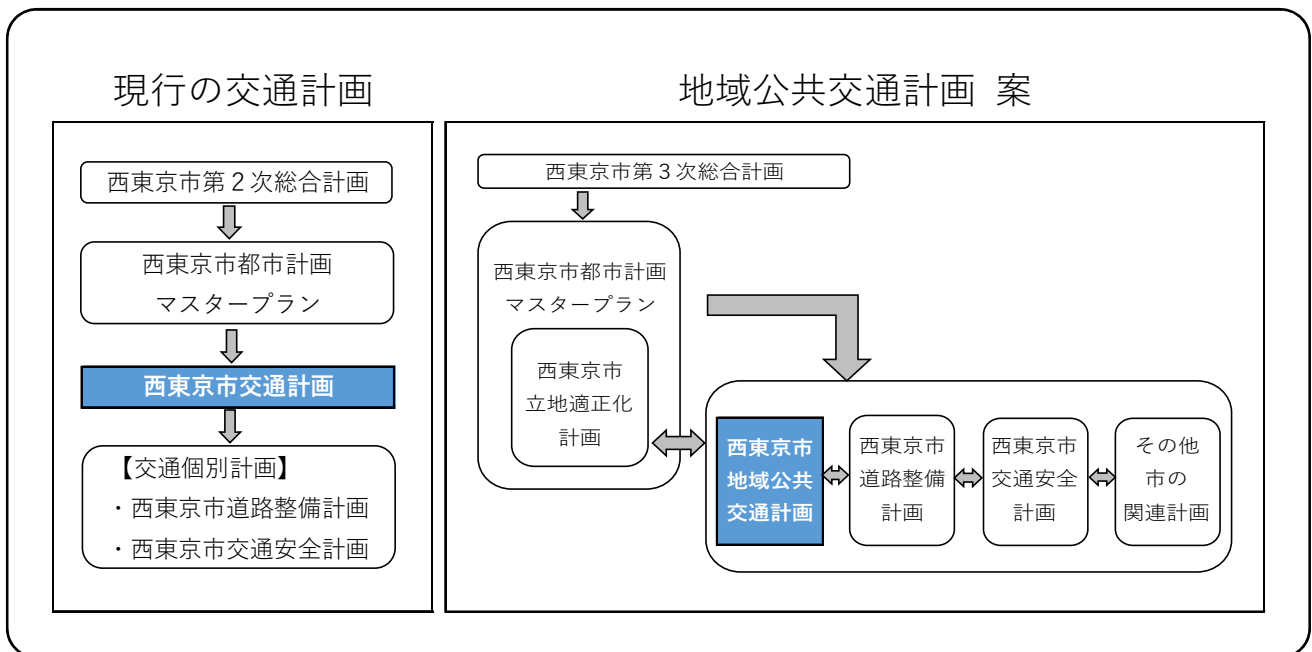 現行の交通計画
西東京市第２次総合計画
西東京市都市計画
マスタープラン
西東京市交通計画
【交通個別計画】
・西東京市道路整備計画
・西東京市交通安全計画
地域公共交通計画 案
西東京市第３次総合計画
西東京市都市計画
マスタープラン
西東京市
立地適正化
計画
西東京市
地域公共
交通計画
西東京市
道路整備
計画
西東京市
交通安全
計画
その他
市の
関連計画